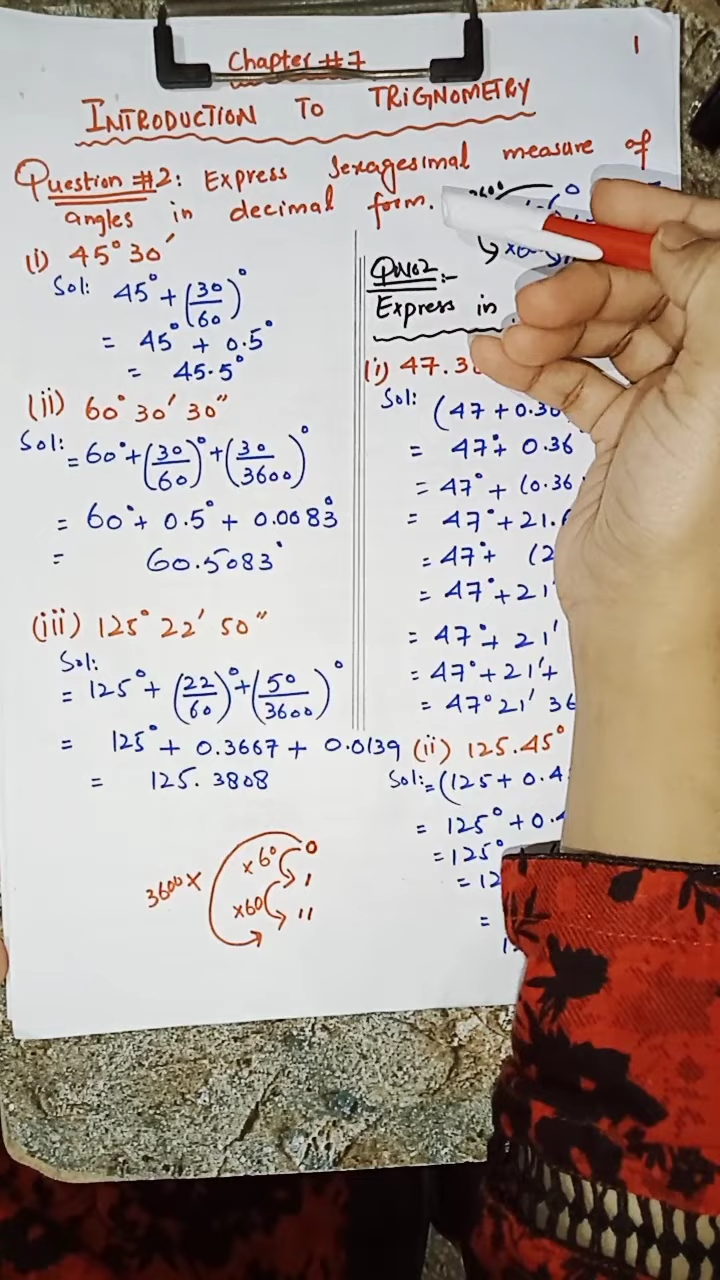 Chapter #7
1
INTRODUCTION TO TRIGNOMETRY
Question #2: Express Sexagesimal measure of
angles in decimal form.
(i) 45° 30′
Sol: 45° + (30/60)°
= 45° + 0.5°
= 45.5°
(ii) 60° 30′ 30″
Sol: = 60° + (30/60)° + (30/3600)°
= 60° + 0.5° + 0.0083°
= 60.5083°
(iii) 125° 22′ 50″
Sol:
= 125° + (22/60)° + (50/3600)°
= 125° + 0.3667 + 0.0139
= 125.3808
3600× ×60 °
′
×60 ″
3600 °
×60
QNo2:-
Express in
(i) 47.3
Sol: (47 + 0.36
= 47° + 0.36
= 47° + (0.36
= 47° + 21.
= 47° + (2
= 47° + 21′
= 47° + 21′
= 47° + 21′ +
= 47° 21′ 36
(ii) 125.45°
Sol: = (125 + 0.4
= 125° + 0.4
= 125°
= 12
=
1